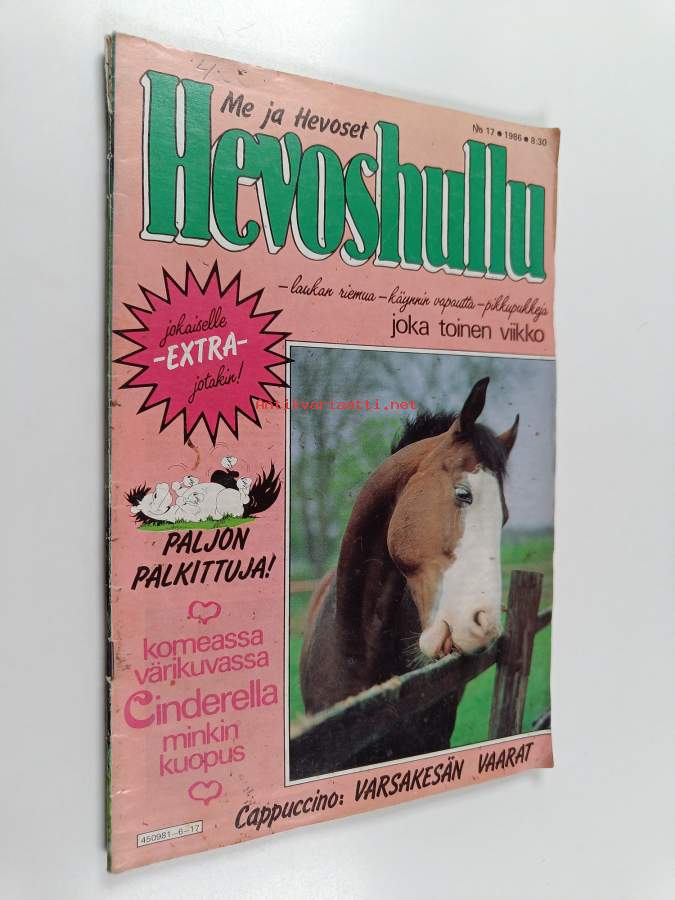 4.
Me ja Hevoset
No 17 • 1986 • 8:30
Hevoshullu
–laukan riemua –käynnin vapautta –pikkupukkeja
joka toinen viikko
jokaiselle
–EXTRA–
jotakin!
Antikvariaatti.net
PALJON
PALKITTUJA!
komeassa
värikuvassa
Cinderella
minkin
kuopus
Cappuccino: VARSAKESÄN VAARAT
450981–6–17